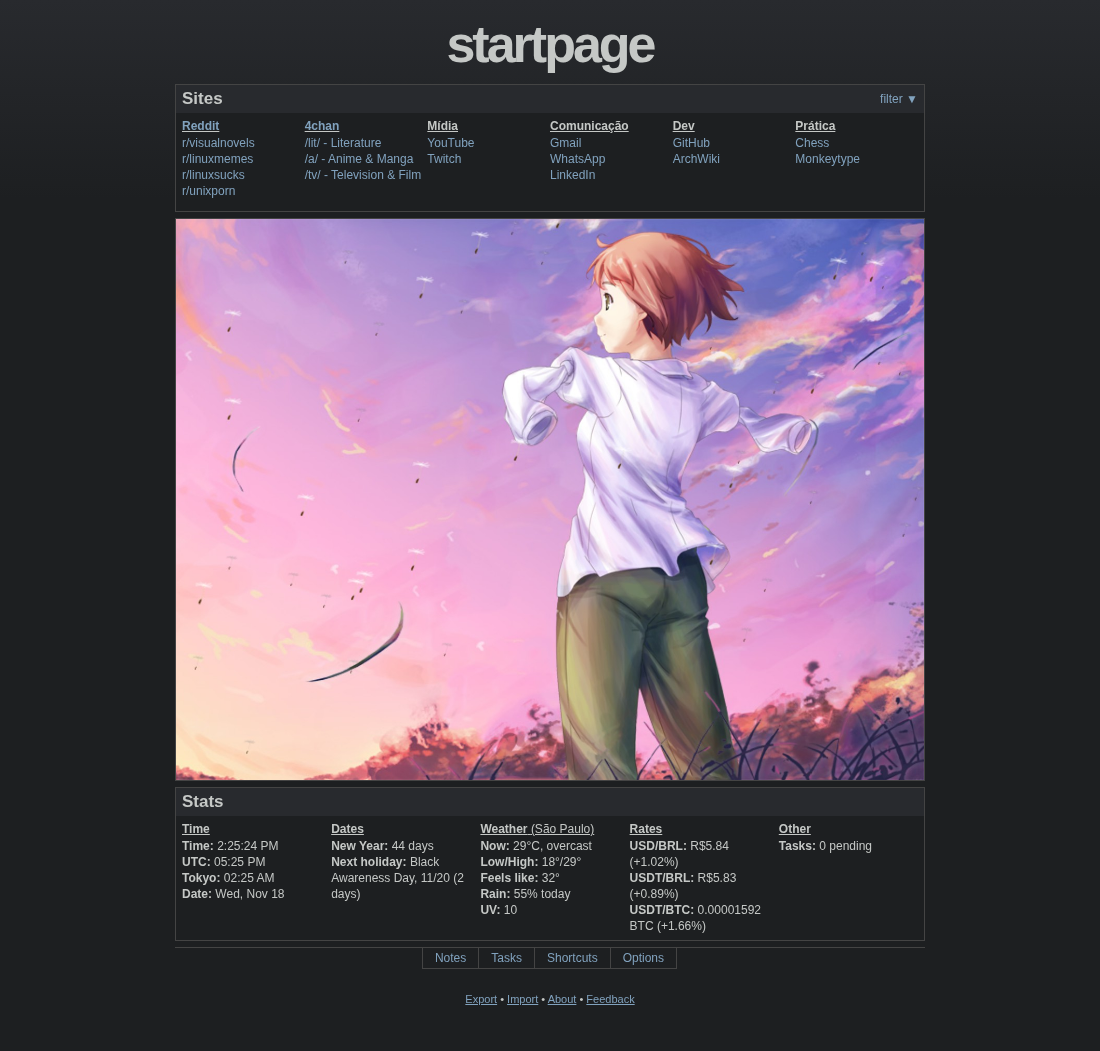 startpage
Sites
filter ▼
Reddit
r/visualnovels
r/linuxmemes
r/linuxsucks
r/unixporn
4chan
/lit/ - Literature
/a/ - Anime & Manga
/tv/ - Television & Film
Mídia
YouTube
Twitch
Comunicação
Gmail
WhatsApp
LinkedIn
Dev
GitHub
ArchWiki
Prática
Chess
Monkeytype
Stats
Time
Time: 2:25:24 PM
UTC: 05:25 PM
Tokyo: 02:25 AM
Date: Wed, Nov 18
Dates
New Year: 44 days
Next holiday: Black
Awareness Day, 11/20 (2
days)
Weather (São Paulo)
Now: 29°C, overcast
Low/High: 18°/29°
Feels like: 32°
Rain: 55% today
UV: 10
Rates
USD/BRL: R$5.84
(+1.02%)
USDT/BRL: R$5.83
(+0.89%)
USDT/BTC: 0.00001592
BTC (+1.66%)
Other
Tasks: 0 pending
Notes
Tasks
Shortcuts
Options
Export • Import • About • Feedback